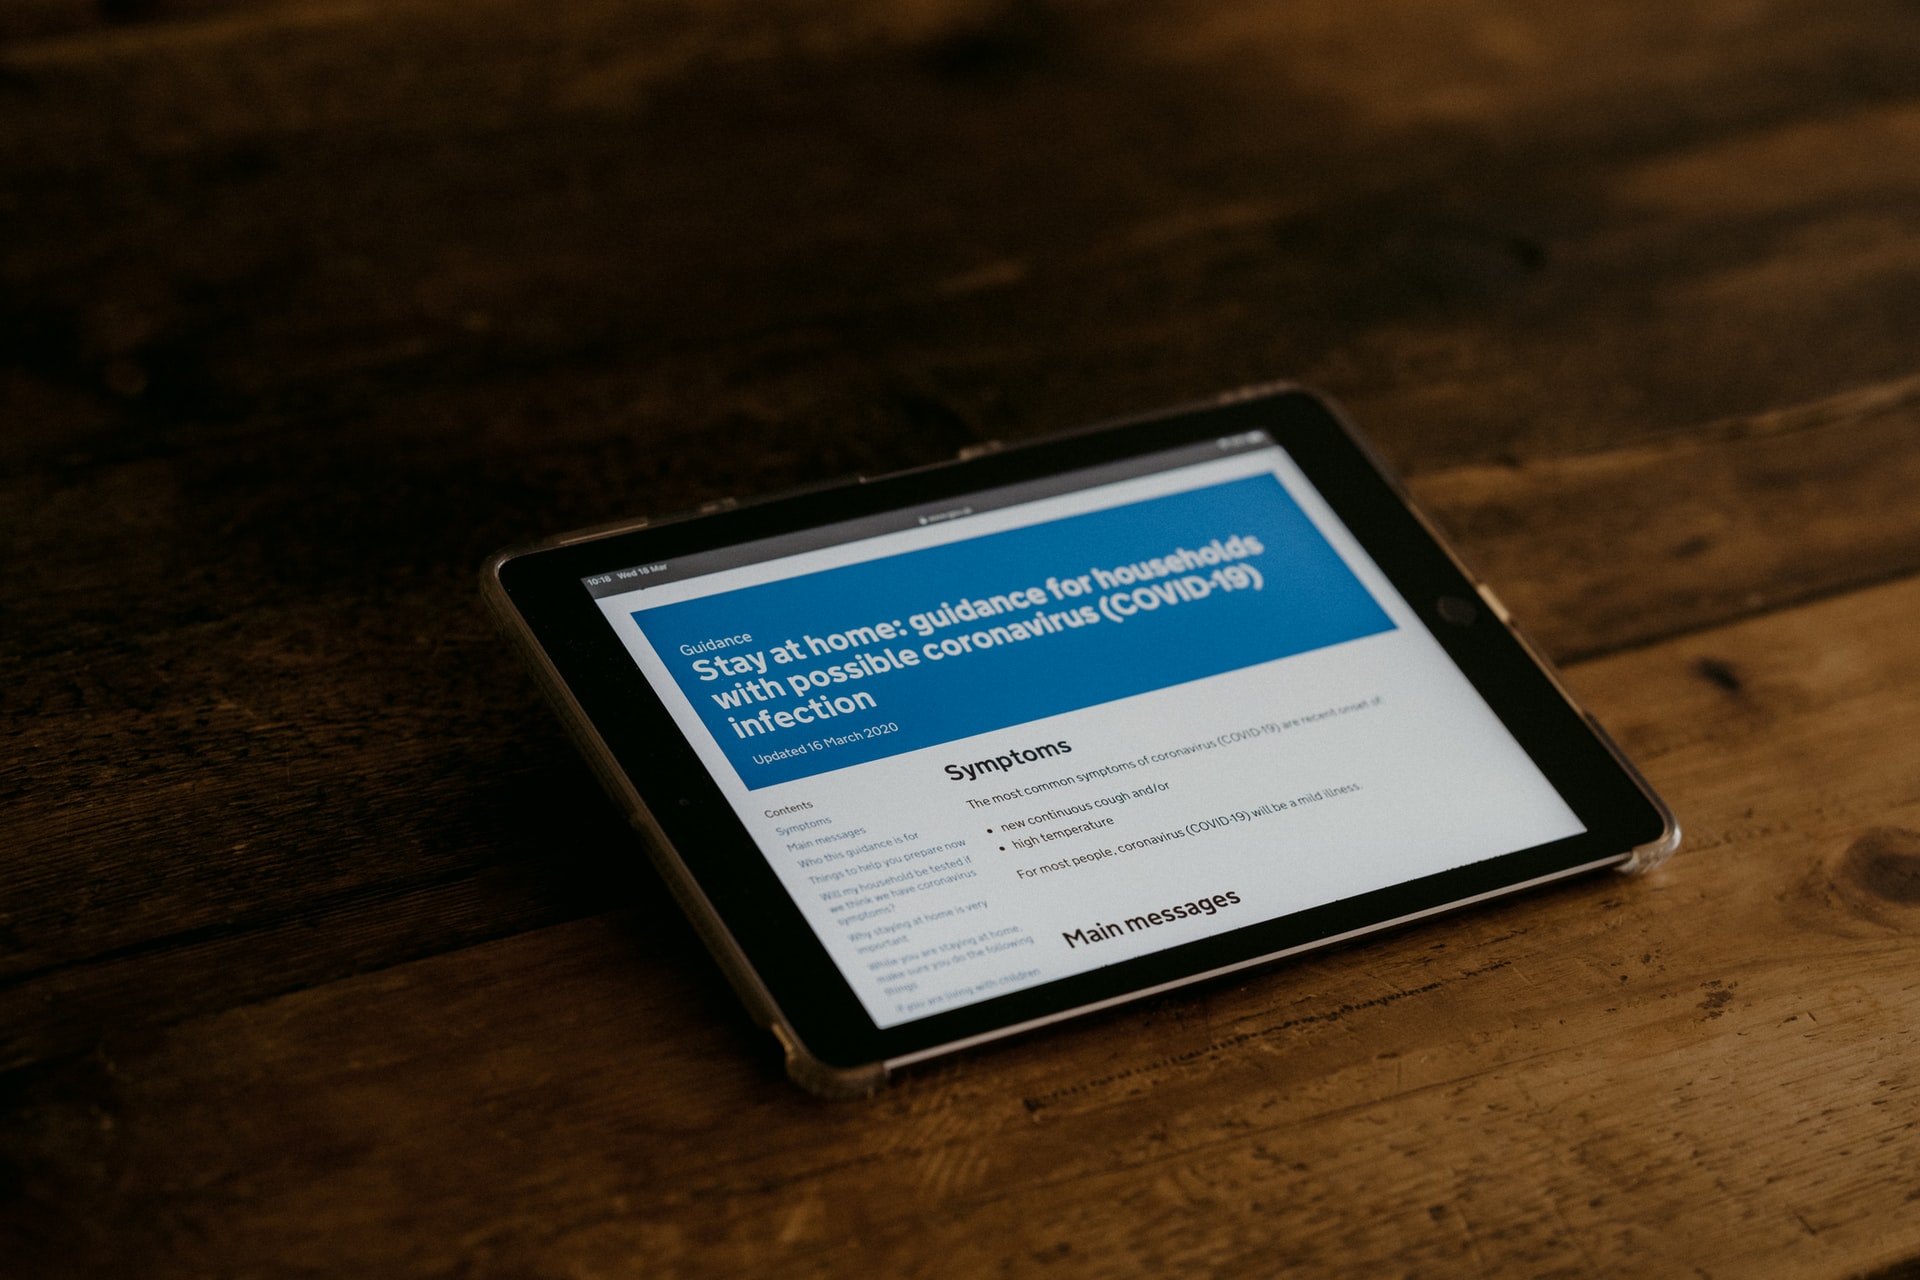 10:18 Wed 18 Mar
Guidance
Stay at home: guidance for households
with possible coronavirus (COVID-19)
infection
Updated 16 March 2020
Contents
Symptoms
Main messages
Who this guidance is for
Things to help you prepare now
Will my household be tested if
we think we have coronavirus
symptoms?
Why staying at home is very
important
While you are staying at home,
make sure you do the following
things
If you are living with children
Symptoms
The most common symptoms of coronavirus (COVID-19) are recent onset of:
• new continuous cough and/or
• high temperature
For most people, coronavirus (COVID-19) will be a mild illness.
Main messages